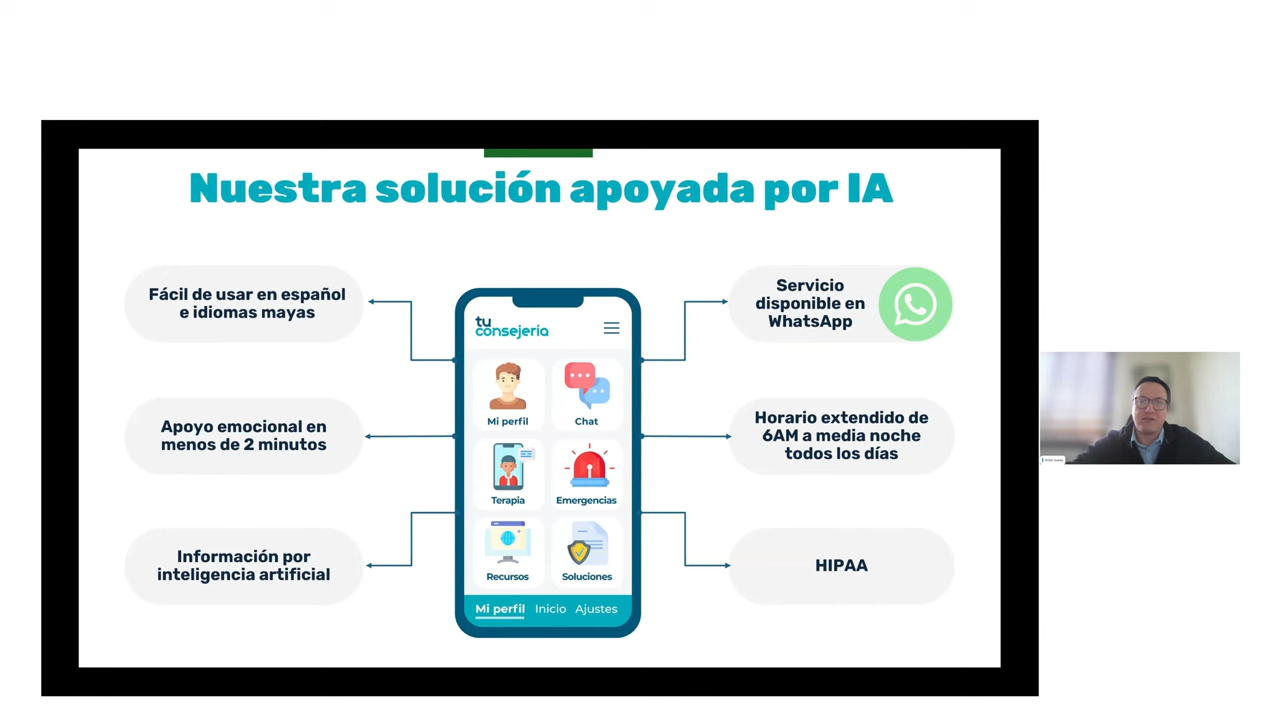 Nuestra solución apoyada por IA
Fácil de usar en español
e idiomas mayas
Apoyo emocional en
menos de 2 minutos
Información por
inteligencia artificial
tu
consejería
Mi perfil
Chat
Terapia
Emergencias
Recursos
Soluciones
Mi perfil
Inicio
Ajustes
Servicio
disponible en
WhatsApp
Horario extendido de
6AM a media noche
todos los días
HIPAA